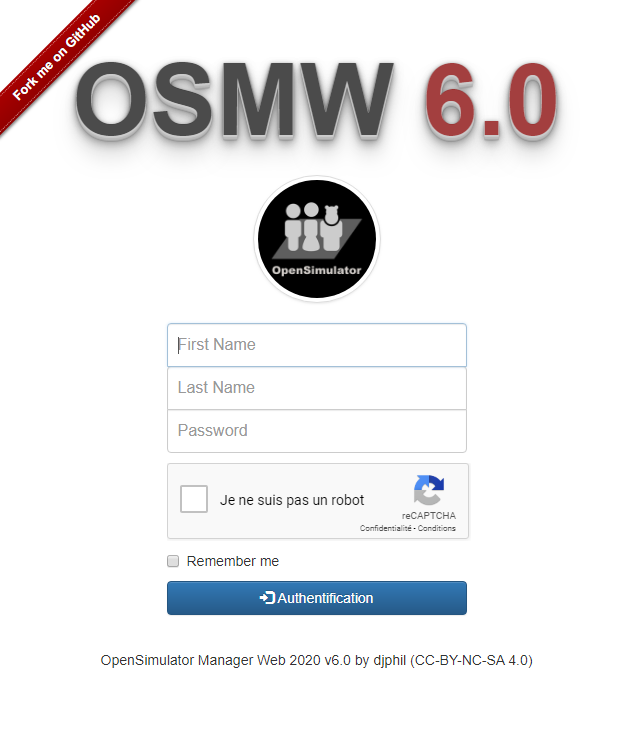 Fork me on GitHub
OSMW 6.0
OpenSimulator
First Name
Last Name
Password
Je ne suis pas un robot
reCAPTCHA
Confidentialité - Conditions
Remember me
Authentification
OpenSimulator Manager Web 2020 v6.0 by djphil (CC-BY-NC-SA 4.0)